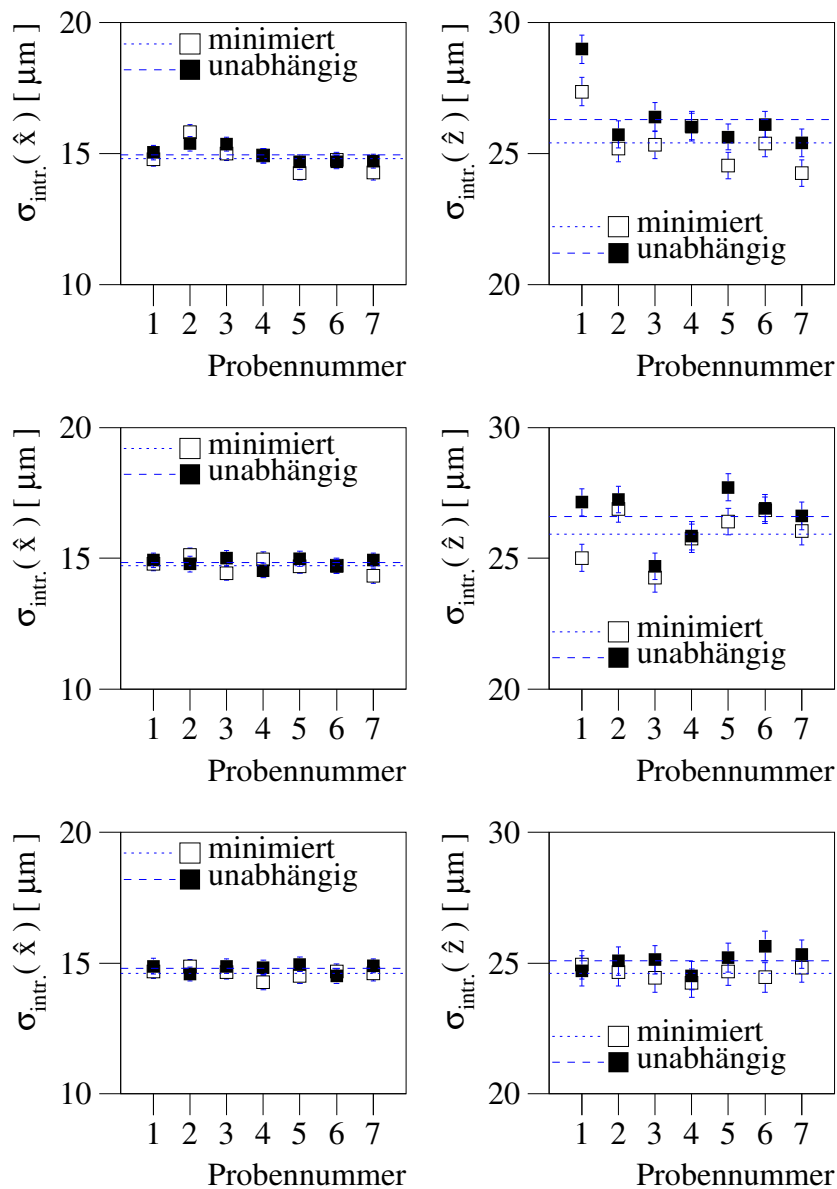 σintr.( x̂ ) [ μm ]
20
15
10
minimiert
unabhängig
1 2 3 4 5 6 7
Probennummer
σintr.( ẑ ) [ μm ]
30
25
20
minimiert
unabhängig
1 2 3 4 5 6 7
Probennummer
σintr.( x̂ ) [ μm ]
20
15
10
minimiert
unabhängig
1 2 3 4 5 6 7
Probennummer
σintr.( ẑ ) [ μm ]
30
25
20
minimiert
unabhängig
1 2 3 4 5 6 7
Probennummer
σintr.( x̂ ) [ μm ]
20
15
10
minimiert
unabhängig
1 2 3 4 5 6 7
Probennummer
σintr.( ẑ ) [ μm ]
30
25
20
minimiert
unabhängig
1 2 3 4 5 6 7
Probennummer